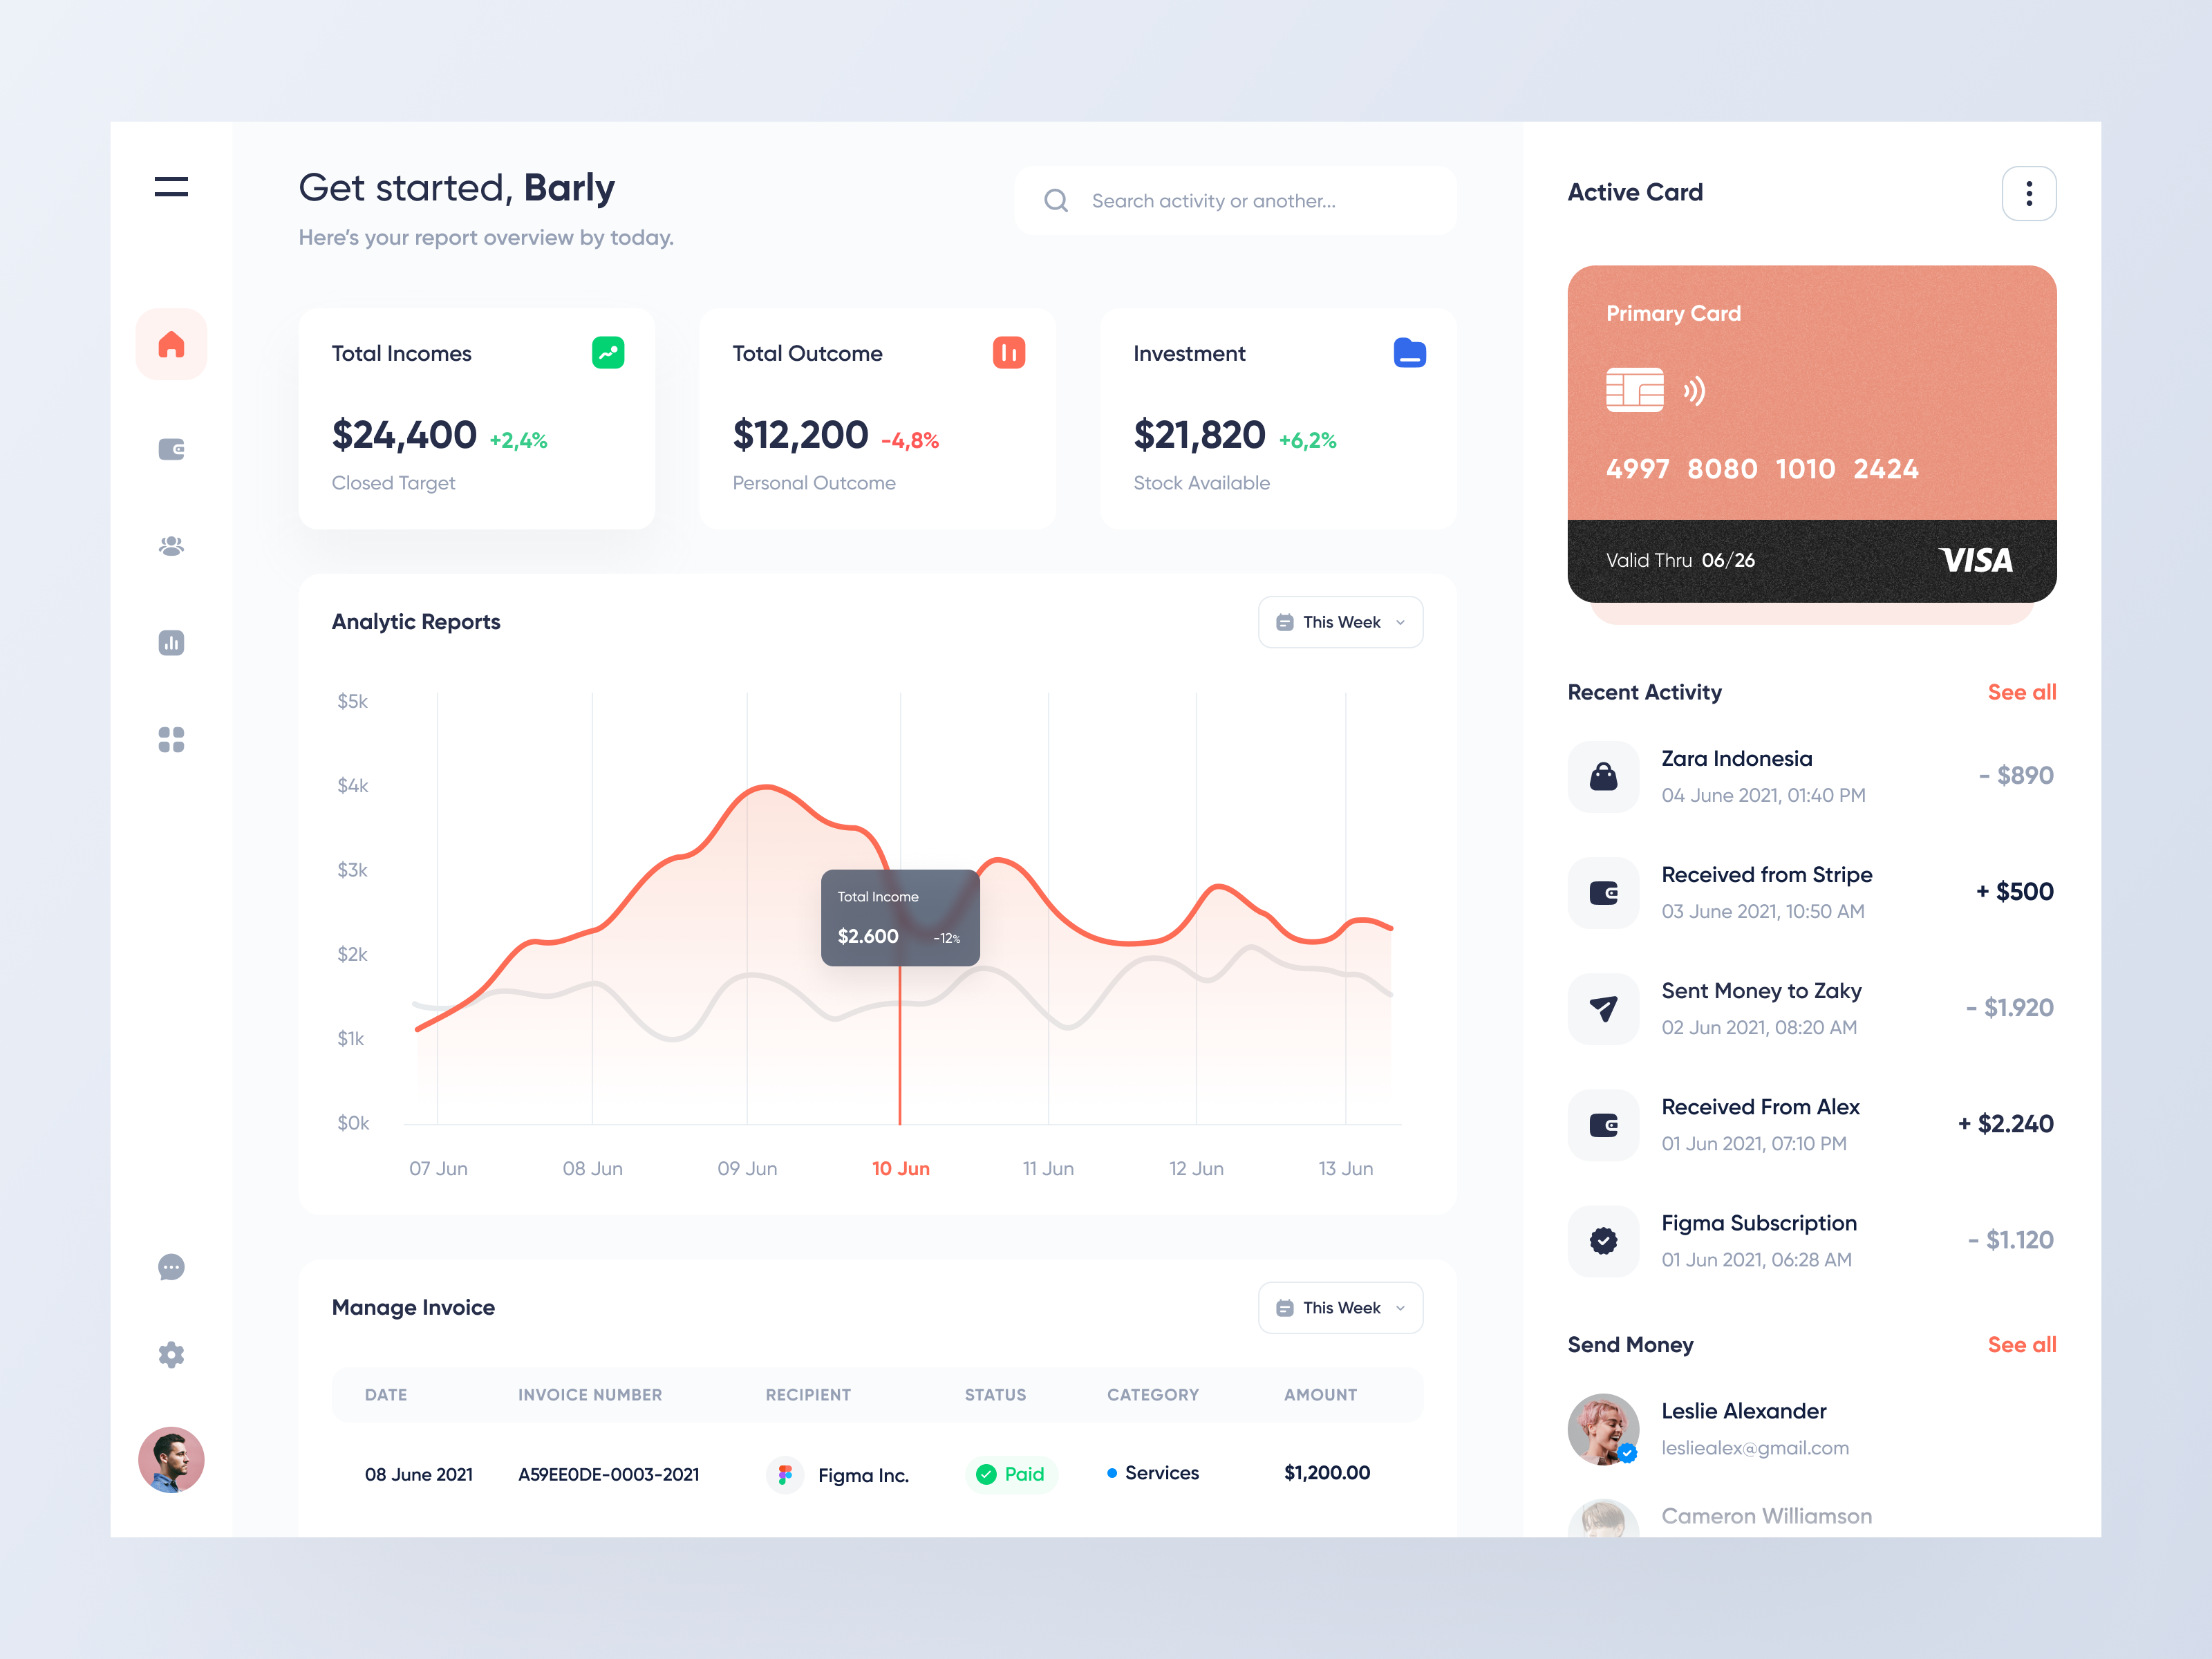 Get started, Barly
Here's your report overview by today.
Search activity or another...
Total Incomes
$24,400 +2,4%
Closed Target
Total Outcome
$12,200 -4,8%
Personal Outcome
Investment
$21,820 +6,2%
Stock Available
Analytic Reports
This Week
$5k
$4k
$3k
$2k
$1k
$0k
Total Income
$2.600 -12%
07 Jun 08 Jun 09 Jun 10 Jun 11 Jun 12 Jun 13 Jun
Manage Invoice
This Week
DATE INVOICE NUMBER RECIPIENT STATUS CATEGORY AMOUNT
08 June 2021 A59EE0DE-0003-2021 Figma Inc. Paid Services $1,200.00
Active Card
Primary Card
4997 8080 1010 2424
Valid Thru 06/26 VISA
Recent Activity See all
Zara Indonesia
04 June 2021, 01:40 PM
- $890
Received from Stripe
03 June 2021, 10:50 AM
+ $500
Sent Money to Zaky
02 Jun 2021, 08:20 AM
- $1.920
Received From Alex
01 Jun 2021, 07:10 PM
+ $2.240
Figma Subscription
01 Jun 2021, 06:28 AM
- $1.120
Send Money See all
Leslie Alexander
lesliealex@gmail.com
Cameron Williamson